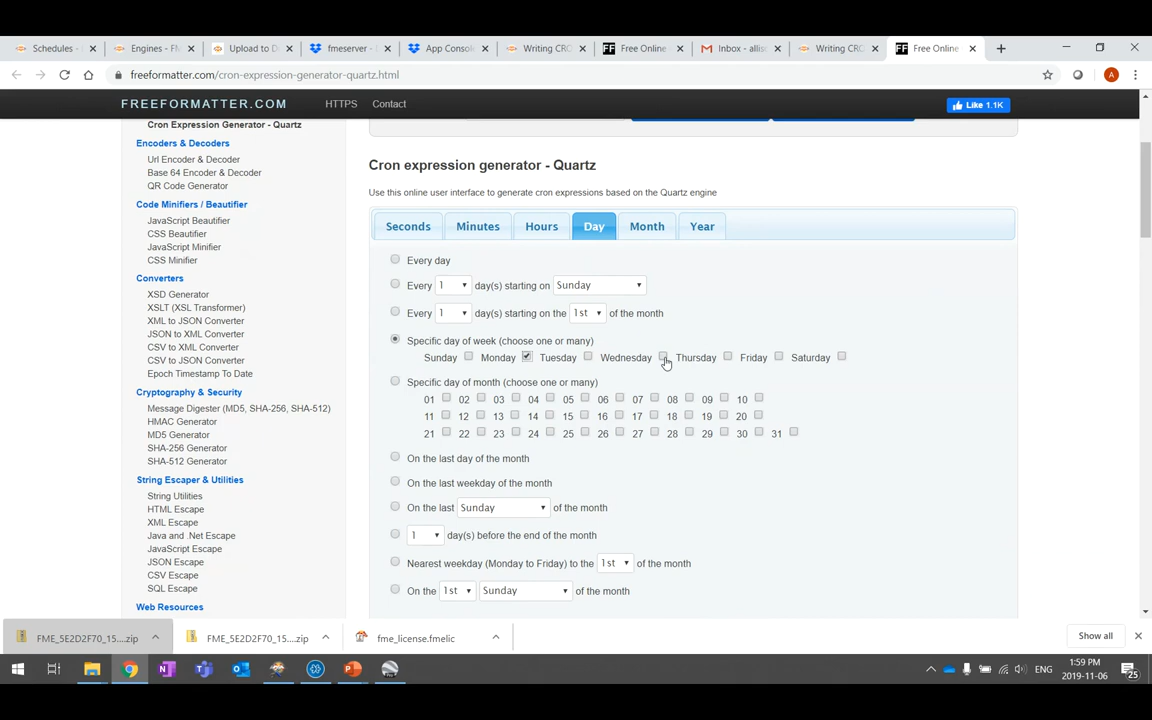 Schedules - Engines - FM Upload to D fmeserver - App Consol Writing CRC Free Online Inbox - allis Writing CRC Free Online
freeformatter.com/cron-expression-generator-quartz.html A
FREEFORMATTER.COM HTTPS Contact Like 1.1K
Cron Expression Generator - Quartz
Encoders & Decoders
Url Encoder & Decoder
Base 64 Encoder & Decoder
QR Code Generator
Code Minifiers / Beautifier
JavaScript Beautifier
CSS Beautifier
JavaScript Minifier
CSS Minifier
Converters
XSD Generator
XSLT (XSL Transformer)
XML to JSON Converter
JSON to XML Converter
CSV to XML Converter
CSV to JSON Converter
Epoch Timestamp To Date
Cryptography & Security
Message Digester (MD5, SHA-256, SHA-512)
HMAC Generator
MD5 Generator
SHA-256 Generator
SHA-512 Generator
String Escaper & Utilities
String Utilities
HTML Escape
XML Escape
Java and .Net Escape
JavaScript Escape
JSON Escape
CSV Escape
SQL Escape
Web Resources
Cron expression generator - Quartz
Use this online user interface to generate cron expressions based on the Quartz engine
Seconds Minutes Hours Day Month Year
Every day
Every 1 day(s) starting on Sunday
Every 1 day(s) starting on the 1st of the month
Specific day of week (choose one or many)
Sunday Monday Tuesday Wednesday Thursday Friday Saturday
Specific day of month (choose one or many)
01 02 03 04 05 06 07 08 09 10
11 12 13 14 15 16 17 18 19 20
21 22 23 24 25 26 27 28 29 30 31
On the last day of the month
On the last weekday of the month
On the last Sunday of the month
1 day(s) before the end of the month
Nearest weekday (Monday to Friday) to the 1st of the month
On the 1st Sunday of the month
FME_5E2D2F70_15....zip FME_5E2D2F70_15....zip fme_license.fmelic Show all
ENG 1:59 PM
2019-11-06 25